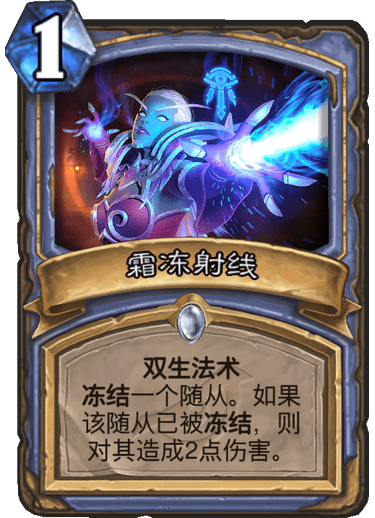 1
霜冻射线
双生法术
冻结一个随从。如果
该随从已被冻结，则
对其造成2点伤害。